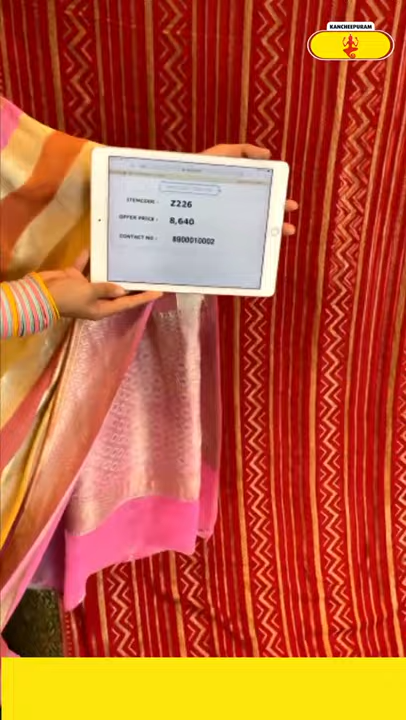 KANCHEEPURAM
ITEMCODE : Z226
OFFER PRICE : 8,640
CONTACT NO : 8900010002